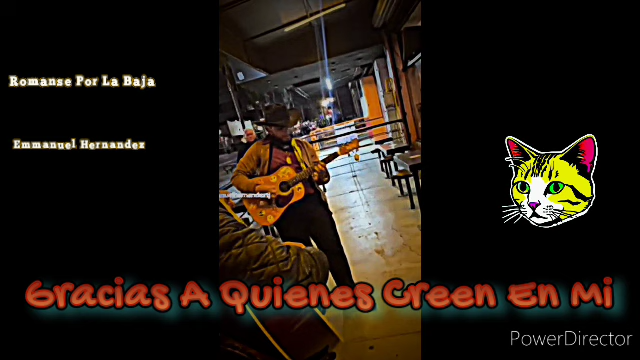 Romanse Por La Baja
Emmanuel Hernandez
Gracias A Quienes Creen En Mi
PowerDirector